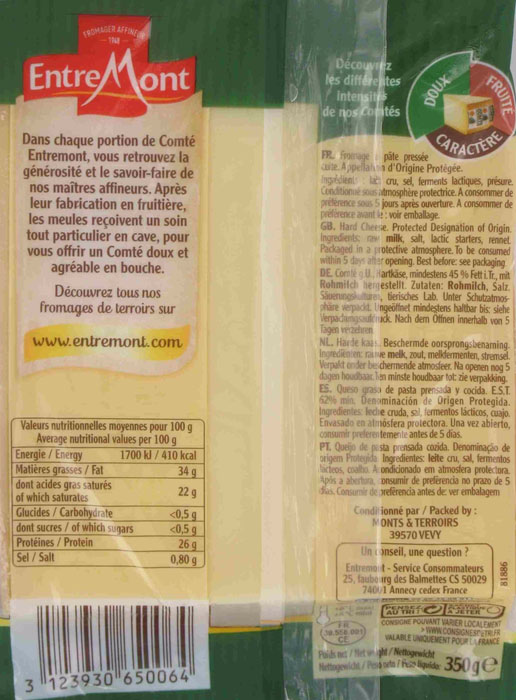 FROMAGER AFFINEUR
1948
EntreMont
Dans chaque portion de Comté
Entremont, vous retrouvez la
générosité et le savoir-faire de
nos maîtres affineurs. Après
leur fabrication en fruitière,
les meules reçoivent un soin
tout particulier en cave, pour
vous offrir un Comté doux et
agréable en bouche.
Découvrez tous nos
fromages de terroirs sur
www.entremont.com
Valeurs nutritionnelles moyennes pour 100 g
Average nutritional values per 100 g
Energie / Energy 1700 kJ / 410 kcal
Matières grasses / Fat 34 g
dont acides gras saturés
of which saturates 22 g
Glucides / Carbohydrate <0,5 g
dont sucres / of which sugars <0,5 g
Protéines / Protein 26 g
Sel / Salt 0,80 g
3 123930 650064
Découvrez
les différentes
intensités
de nos Comtés
DOUX
FRUITÉ
CARACTÈRE
FR. Fromage à pâte pressée
cuite. Appellation d'Origine Protégée.
Ingrédients: lait cru, sel, ferments lactiques, présure.
Conditionné sous atmosphère protectrice. A consommer de
préférence sous 5 jours après ouverture. A consommer de
préférence avant le : voir emballage.
GB. Hard Cheese. Protected Designation of Origin.
Ingredients: raw milk, salt, lactic starters, rennet.
Packaged in a protective atmosphere. To be consumed
within 5 days after opening. Best before: see packaging
DE. Comté g.U., Hartkäse, mindestens 45 % Fett i.Tr., mit
Rohmilch hergestellt. Zutaten: Rohmilch, Salz,
Säuerungskulturen, tierisches Lab. Unter Schutzatmos-
phäre verpackt. Ungeöffnet mindestens haltbar bis: siehe
Verpackungsaufdruck. Nach dem Öffnen innerhalb von 5
Tagen verzehren.
NL. Harde kaas. Beschermde oorsprongsbenaming.
Ingrediënten: rauwe melk, zout, melkfermenten, stremsel.
Verpakt onder beschermende atmosfeer. Na openen nog 5
dagen houdbaar. Ten minste houdbaar tot: zie verpakking.
ES. Queso graso de pasta prensada y cocida. E.S.T.
62% min. Denominación de Origen Protegida.
Ingredientes: leche cruda, sal, fermentos lácticos, cuajo.
Envasado en atmósfera protectora. Una vez abierto,
consumir preferentemente antes de 5 días.
PT. Queijo de pasta prensada cozida. Denominação de
origem Protegida. Ingredientes: leite cru, sal, fermentos
lácteos, coalho. Acondicionado em atmosfera protectora.
Após a abertura, consumir de preferência no prazo de 5
dias. Consumir de preferência antes de: ver embalagem
Conditionné par / Packed by :
MONTS & TERROIRS
39570 VEVY
Un conseil, une question ?
Entremont - Service Consommateurs
25, faubourg des Balmettes CS 50029
74001 Annecy cedex France
81886
FR
39.558.001
CE
PENSEZ
AU TRI !
A JETER
CONSIGNE POUVANT VARIER LOCALEMENT
> WWW.CONSIGNESDETRI.FR
VALABLE UNIQUEMENT POUR LA FRANCE
Poids net / Net weight / Nettogewicht
Nettogewicht / Peso neto / Peso líquido: 350g e